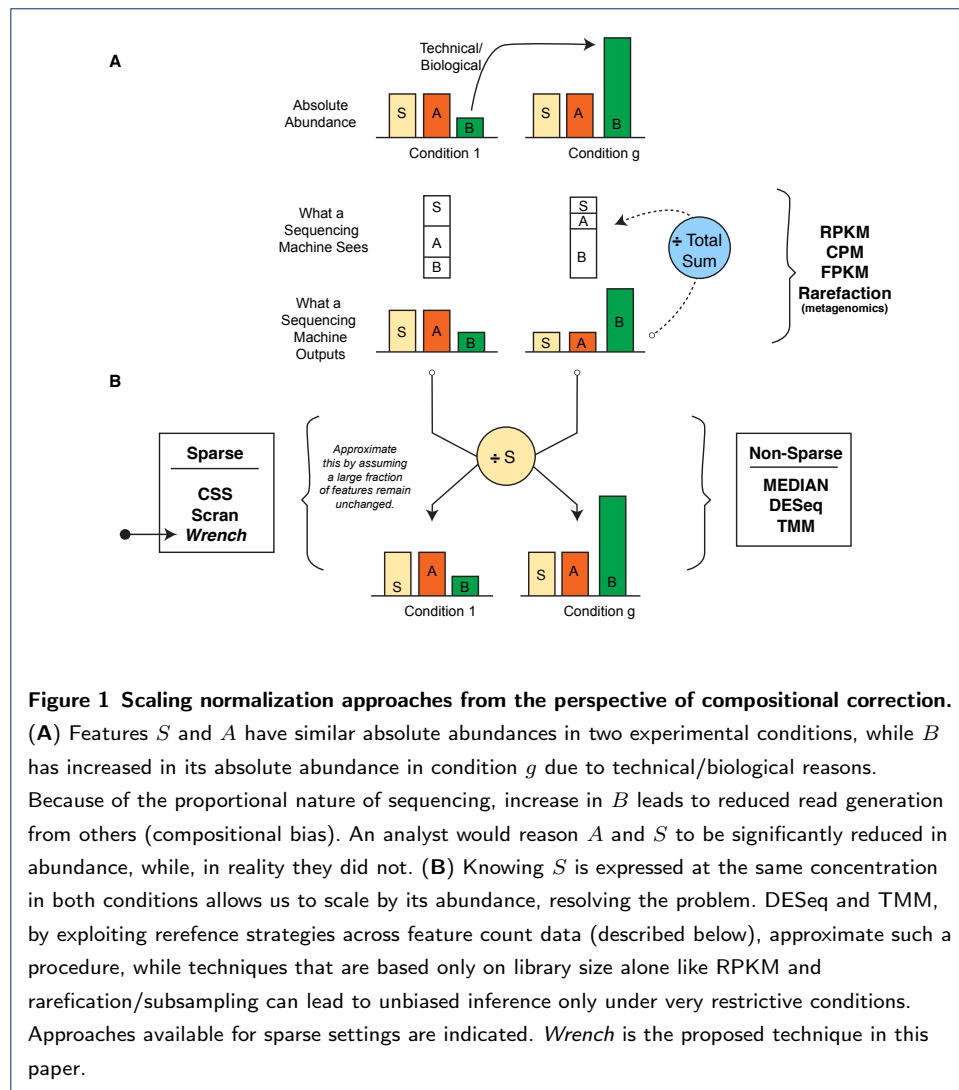 A
Technical/
Biological
Absolute
Abundance
S
A
B
S
A
B
Condition 1
Condition g
What a
Sequencing
Machine Sees
S
A
B
S
A
B
÷ Total
Sum
RPKM
CPM
FPKM
Rarefaction
(metagenomics)
What a
Sequencing
Machine
Outputs
S
A
B
S
A
B
B
Sparse
CSS
Scran
Wrench
Approximate
this by assuming
a large fraction
of features remain
unchanged.
÷ S
Non-Sparse
MEDIAN
DESeq
TMM
S
A
B
S
A
B
Condition 1
Condition g
Figure 1 Scaling normalization approaches from the perspective of compositional correction.
(A) Features S and A have similar absolute abundances in two experimental conditions, while B
has increased in its absolute abundance in condition g due to technical/biological reasons.
Because of the proportional nature of sequencing, increase in B leads to reduced read generation
from others (compositional bias). An analyst would reason A and S to be significantly reduced in
abundance, while, in reality they did not. (B) Knowing S is expressed at the same concentration
in both conditions allows us to scale by its abundance, resolving the problem. DESeq and TMM,
by exploiting rerefence strategies across feature count data (described below), approximate such a
procedure, while techniques that are based only on library size alone like RPKM and
rarefication/subsampling can lead to unbiased inference only under very restrictive conditions.
Approaches available for sparse settings are indicated. Wrench is the proposed technique in this
paper.